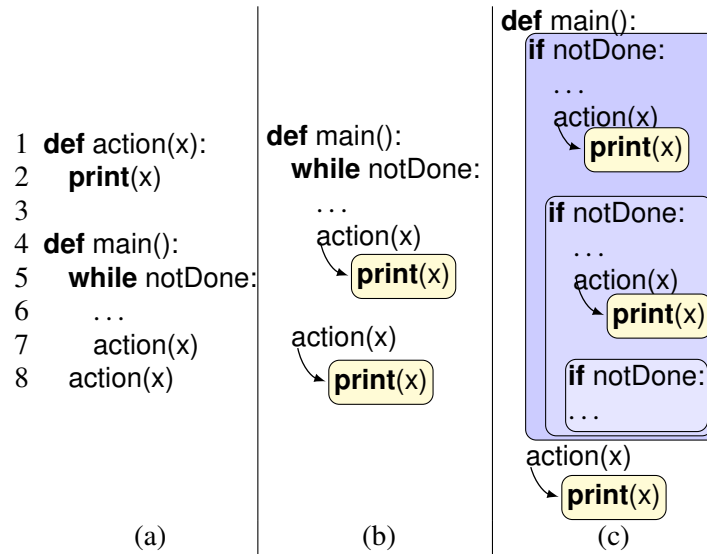 1 def action(x):
2 print(x)
3
4 def main():
5 while notDone:
6 ...
7 action(x)
8 action(x)
(a)
def main():
while notDone:
...
action(x)
print(x)
action(x)
print(x)
(b)
def main():
if notDone:
...
action(x)
print(x)
if notDone:
...
action(x)
print(x)
if notDone:
...
action(x)
print(x)
(c)